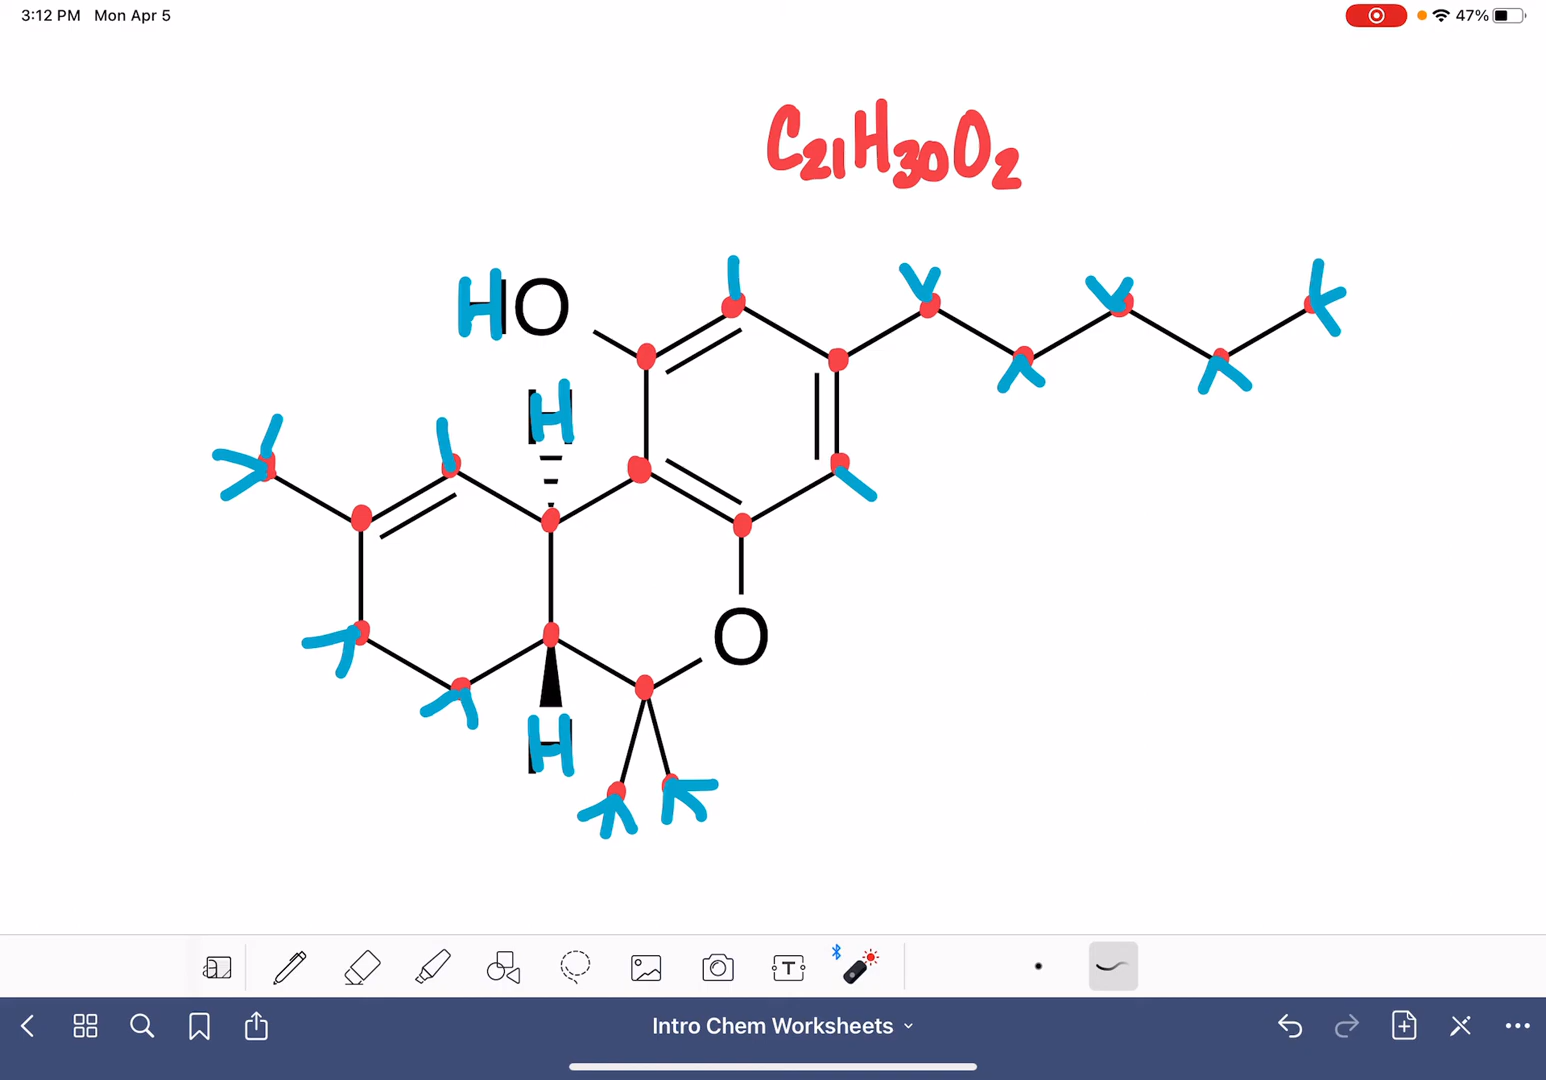 3:12 PM Mon Apr 5
47%
C₂₁H₃₀O₂
HO
H
O
H
a
T
Intro Chem Worksheets